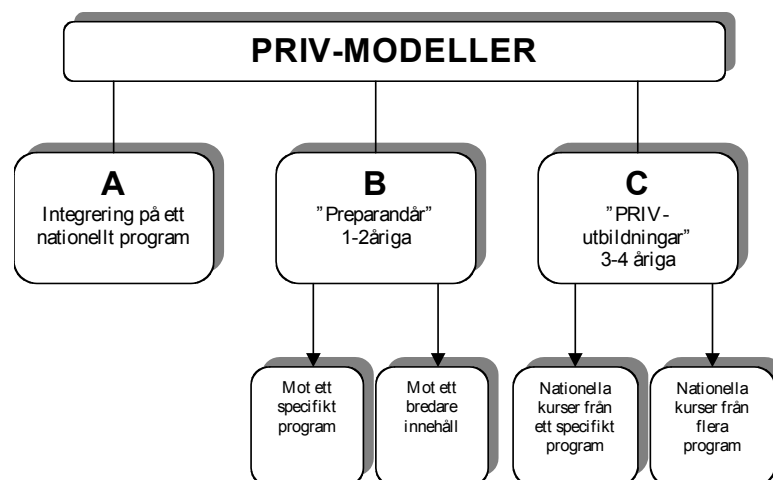 PRIV-MODELLER
A
Integrering på ett
nationellt program
B
”Preparandår”
1-2åriga
C
”PRIV-
utbildningar”
3-4 åriga
Mot ett
specifikt
program
Mot ett
bredare
innehåll
Nationella
kurser från
ett specifikt
program
Nationella
kurser från
flera
program